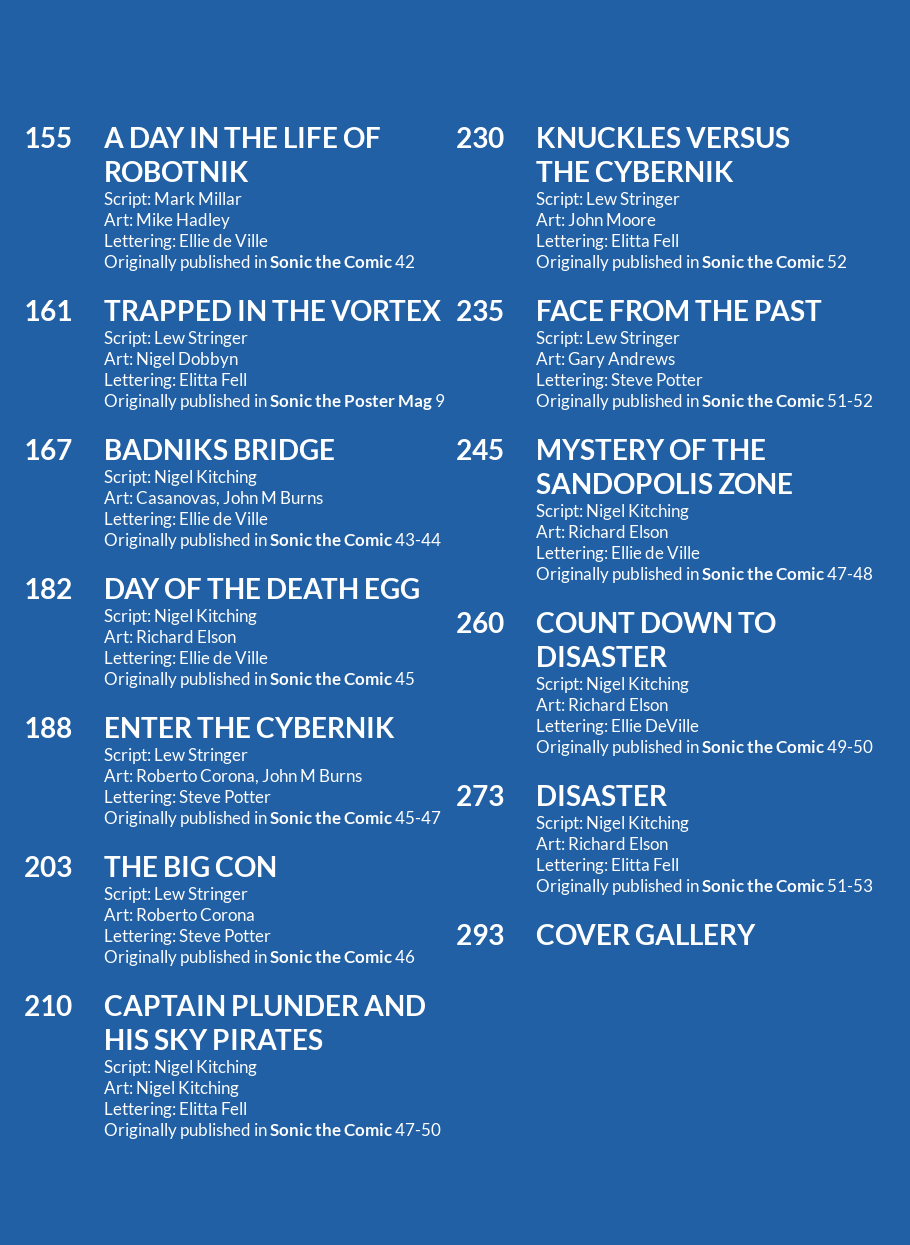 155 A DAY IN THE LIFE OF
ROBOTNIK
Script: Mark Millar
Art: Mike Hadley
Lettering: Ellie de Ville
Originally published in Sonic the Comic 42
161 TRAPPED IN THE VORTEX
Script: Lew Stringer
Art: Nigel Dobbyn
Lettering: Elitta Fell
Originally published in Sonic the Poster Mag 9
167 BADNIKS BRIDGE
Script: Nigel Kitching
Art: Casanovas, John M Burns
Lettering: Ellie de Ville
Originally published in Sonic the Comic 43-44
182 DAY OF THE DEATH EGG
Script: Nigel Kitching
Art: Richard Elson
Lettering: Ellie de Ville
Originally published in Sonic the Comic 45
188 ENTER THE CYBERNIK
Script: Lew Stringer
Art: Roberto Corona, John M Burns
Lettering: Steve Potter
Originally published in Sonic the Comic 45-47
203 THE BIG CON
Script: Lew Stringer
Art: Roberto Corona
Lettering: Steve Potter
Originally published in Sonic the Comic 46
210 CAPTAIN PLUNDER AND
HIS SKY PIRATES
Script: Nigel Kitching
Art: Nigel Kitching
Lettering: Elitta Fell
Originally published in Sonic the Comic 47-50
230 KNUCKLES VERSUS
THE CYBERNIK
Script: Lew Stringer
Art: John Moore
Lettering: Elitta Fell
Originally published in Sonic the Comic 52
235 FACE FROM THE PAST
Script: Lew Stringer
Art: Gary Andrews
Lettering: Steve Potter
Originally published in Sonic the Comic 51-52
245 MYSTERY OF THE
SANDOPOLIS ZONE
Script: Nigel Kitching
Art: Richard Elson
Lettering: Ellie de Ville
Originally published in Sonic the Comic 47-48
260 COUNT DOWN TO
DISASTER
Script: Nigel Kitching
Art: Richard Elson
Lettering: Ellie DeVille
Originally published in Sonic the Comic 49-50
273 DISASTER
Script: Nigel Kitching
Art: Richard Elson
Lettering: Elitta Fell
Originally published in Sonic the Comic 51-53
293 COVER GALLERY